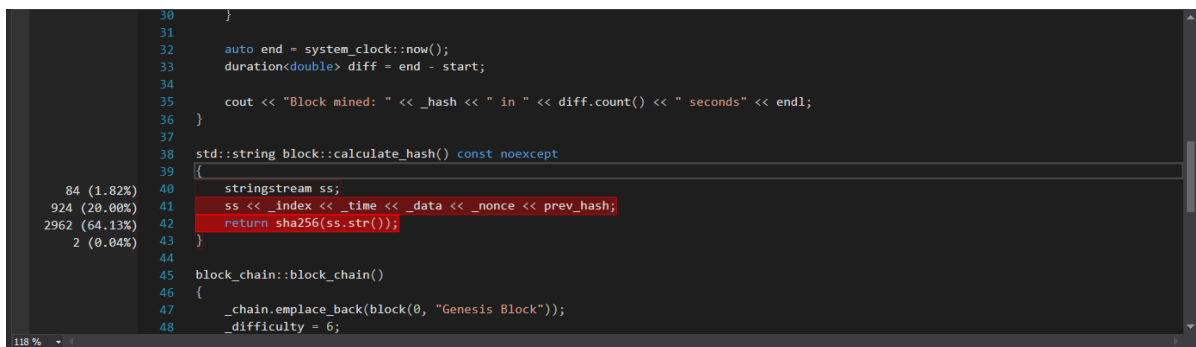 30 }
31
32 auto end = system_clock::now();
33 duration<double> diff = end - start;
34
35 cout << "Block mined: " << _hash << " in " << diff.count() << " seconds" << endl;
36 }
37
38 std::string block::calculate_hash() const noexcept
39 {
84 (1.82%) 40 stringstream ss;
924 (20.00%) 41 ss << _index << _time << _data << _nonce << prev_hash;
2962 (64.13%) 42 return sha256(ss.str());
2 (0.04%) 43 }
44
45 block_chain::block_chain()
46 {
47 _chain.emplace_back(block(0, "Genesis Block"));
48 _difficulty = 6;
118 %